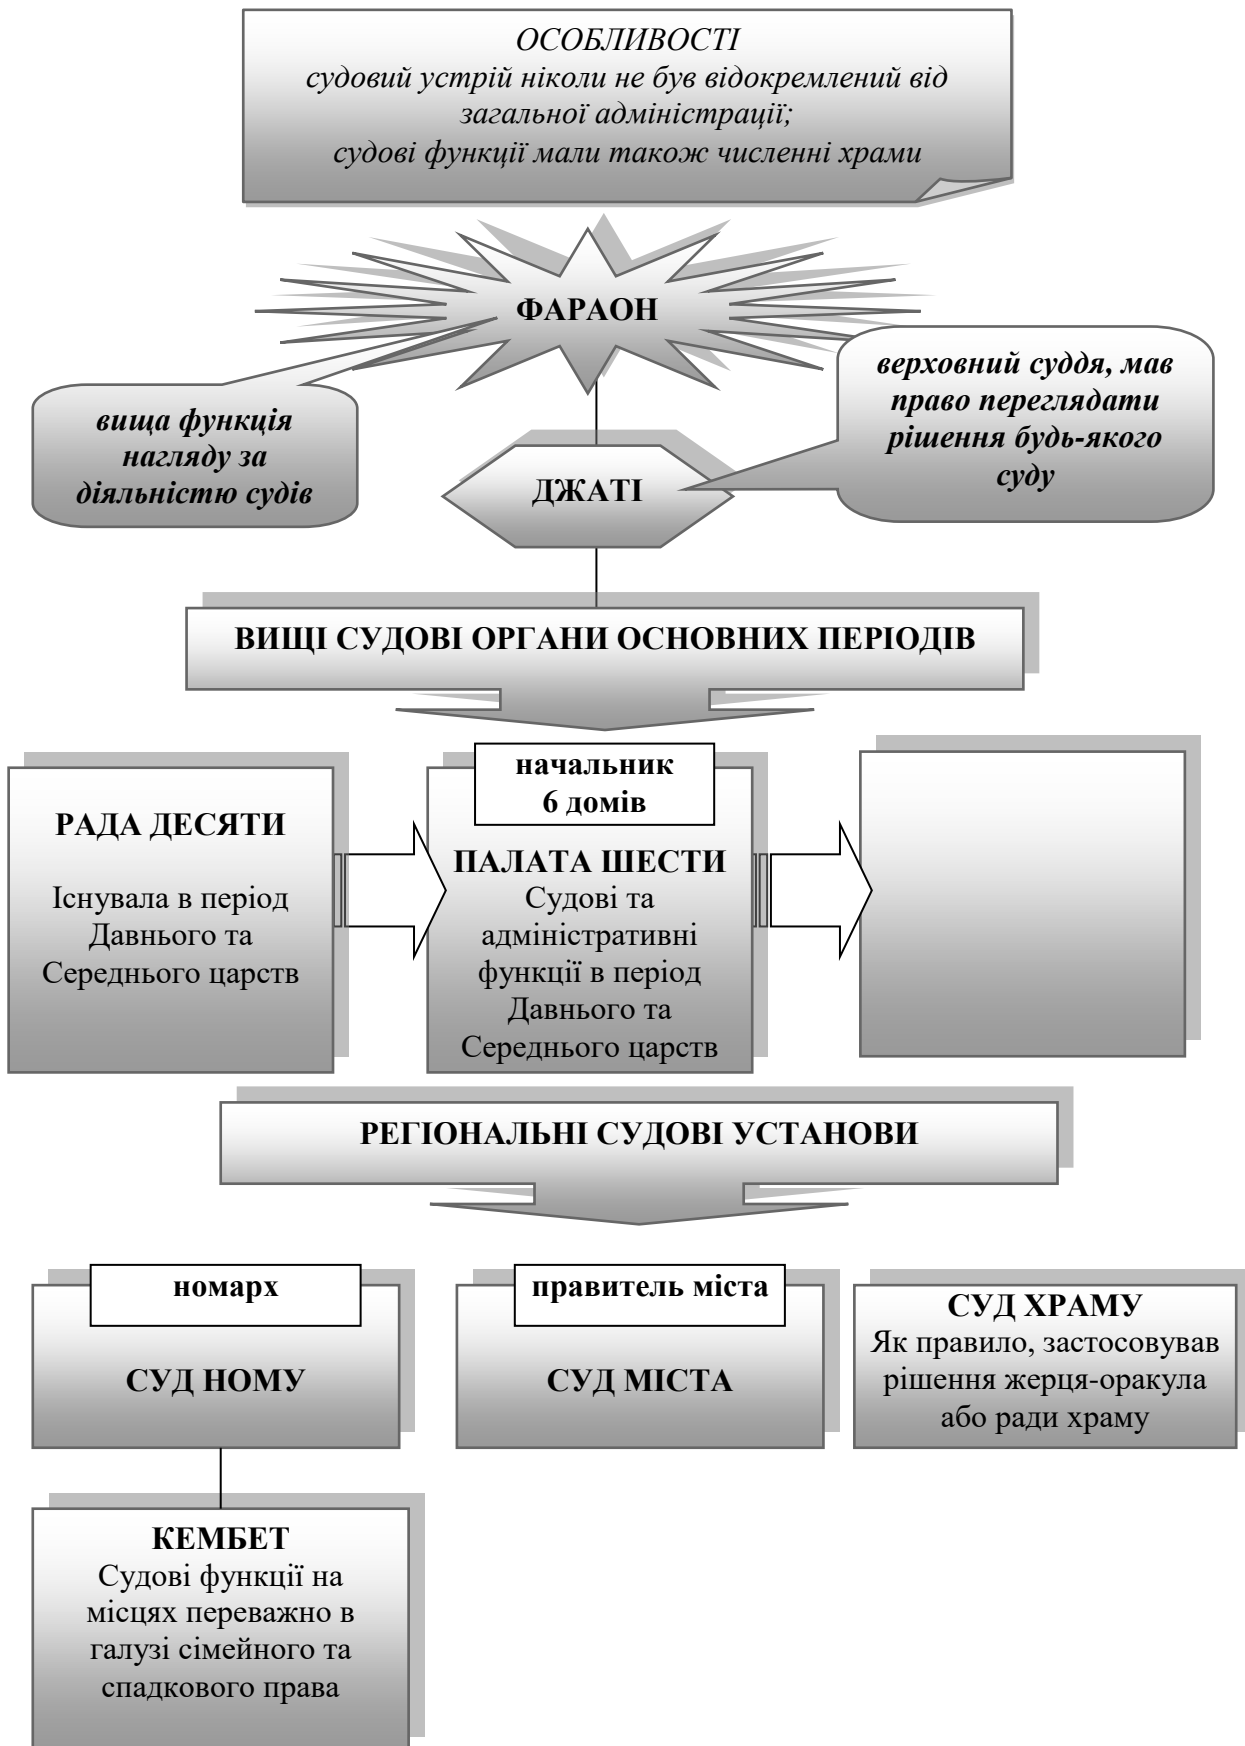 ОСОБЛИВОСТІ
судовий устрій ніколи не був відокремлений від
загальної адміністрації;
судові функції мали також численні храми
ФАРАОН
верховний суддя, мав
право переглядати
рішення будь-якого
суду
вища функція
нагляду за
діяльністю судів
ДЖАТІ
ВИЩІ СУДОВІ ОРГАНИ ОСНОВНИХ ПЕРІОДІВ
РАДА ДЕСЯТИ
Існувала в період
Давнього та
Середнього царств
начальник
6 домів
ПАЛАТА ШЕСТИ
Судові та
адміністративні
функції в період
Давнього та
Середнього царств
РЕГІОНАЛЬНІ СУДОВІ УСТАНОВИ
номарх
СУД НОМУ
правитель міста
СУД МІСТА
СУД ХРАМУ
Як правило, застосовував
рішення жерця-оракула
або ради храму
КЕМБЕТ
Судові функції на
місцях переважно в
галузі сімейного та
спадкового права